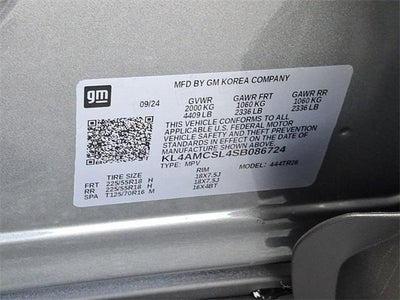 gm
MFD BY GM KOREA COMPANY
09/24 GVWR GAWR FRT GAWR RR
2000 KG 1060 KG 1060 KG
4409 LB 2336 LB 2336 LB
THIS VEHICLE CONFORMS TO ALL APPLICABLE U.S. FEDERAL MOTOR
VEHICLE SAFETY AND THEFT PREVENTION
STANDARDS IN EFFECT ON THE DATE OF
MANUFACTURE SHOWN ABOVE.
KL4AMCSL4SB086724
TYPE: MPV MODEL: 444TR26
TIRE SIZE RIM
FRT 225/55R18 H 18X7.5J
RR 225/55R18 H 18X7.5J
SPA T125/70R16 M 16X4BT